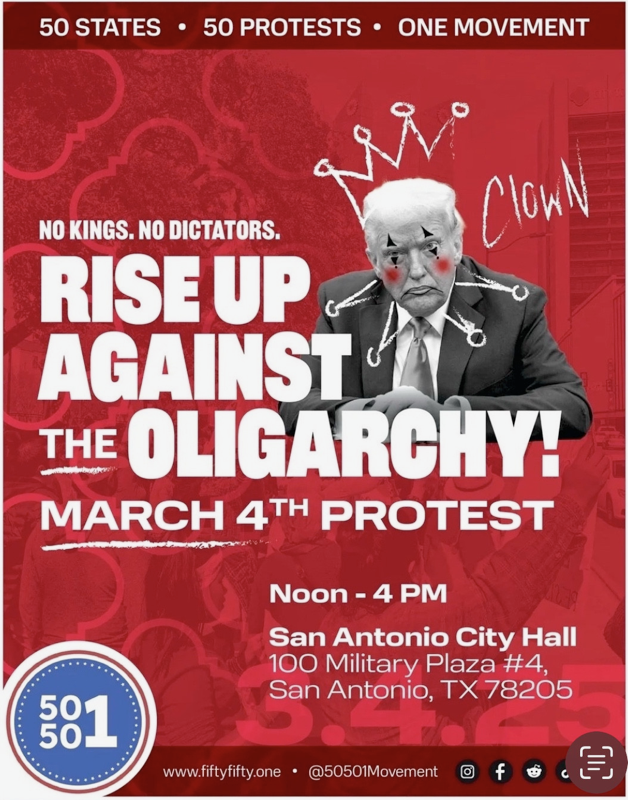 50 STATES • 50 PROTESTS • ONE MOVEMENT
CLOWN
NO KINGS. NO DICTATORS.
RISE UP
AGAINST
THE OLIGARCHY!
MARCH 4TH PROTEST
Noon - 4 PM
San Antonio City Hall
100 Military Plaza #4,
San Antonio, TX 78205
3.4.25
50
501
www.fiftyfifty.one • @50501Movement